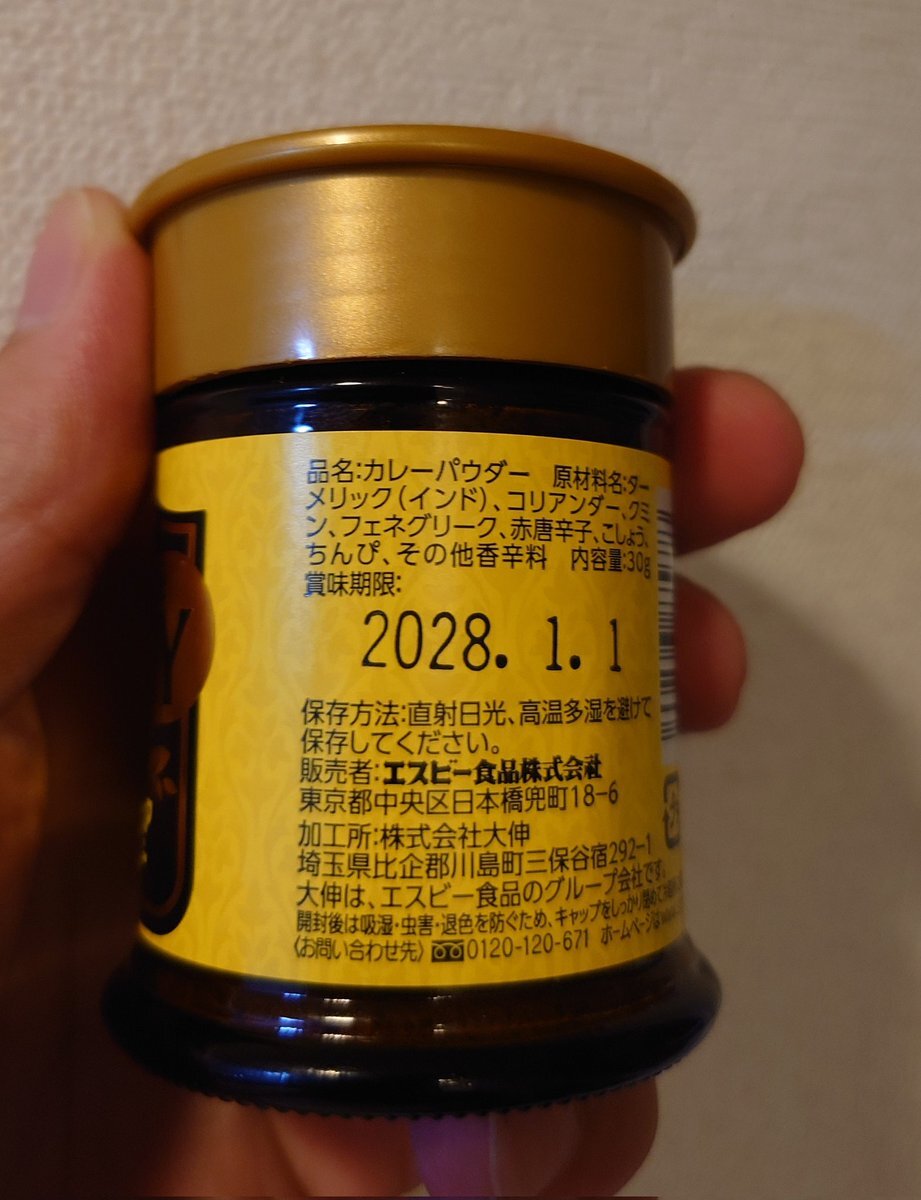 品名:カレーパウダー 原材料名:ター
メリック(インド)、コリアンダー、クミ
ン、フェネグリーク、赤唐辛子、こしょう、
ちんぴ、その他香辛料 内容量:30g
賞味期限:
2028. 1. 1
保存方法:直射日光、高温多湿を避けて
保存してください。
販売者:エスビー食品株式会社
東京都中央区日本橋兜町18-6
加工所:株式会社大伸
埼玉県比企郡川島町三保谷宿292-1
大伸は、エスビー食品のグループ会社です。
開封後は吸湿・虫害・退色を防ぐため、キャップをしっかり閉めて
〈お問い合わせ先〉 0120-120-671 ホームページは